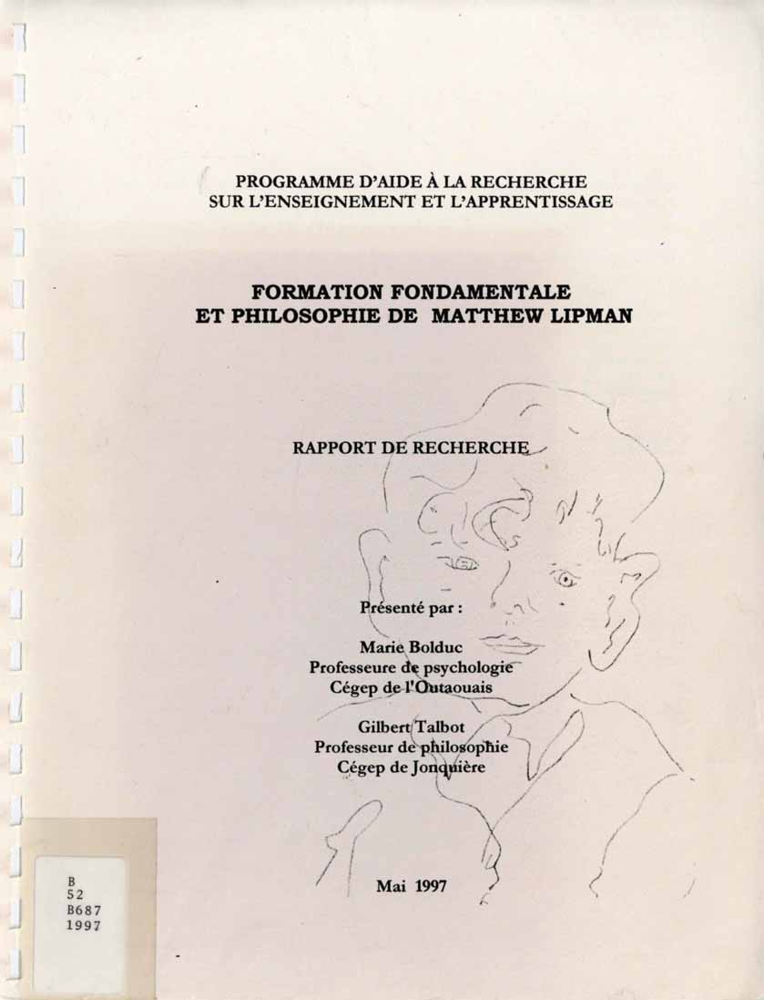 PROGRAMME D'AIDE À LA RECHERCHE
SUR L'ENSEIGNEMENT ET L'APPRENTISSAGE
FORMATION FONDAMENTALE
ET PHILOSOPHIE DE MATTHEW LIPMAN
RAPPORT DE RECHERCHE
Présenté par :
Marie Bolduc
Professeure de psychologie
Cégep de l'Outaouais
Gilbert Talbot
Professeur de philosophie
Cégep de Jonquière
Mai 1997
B
52
B687
1997